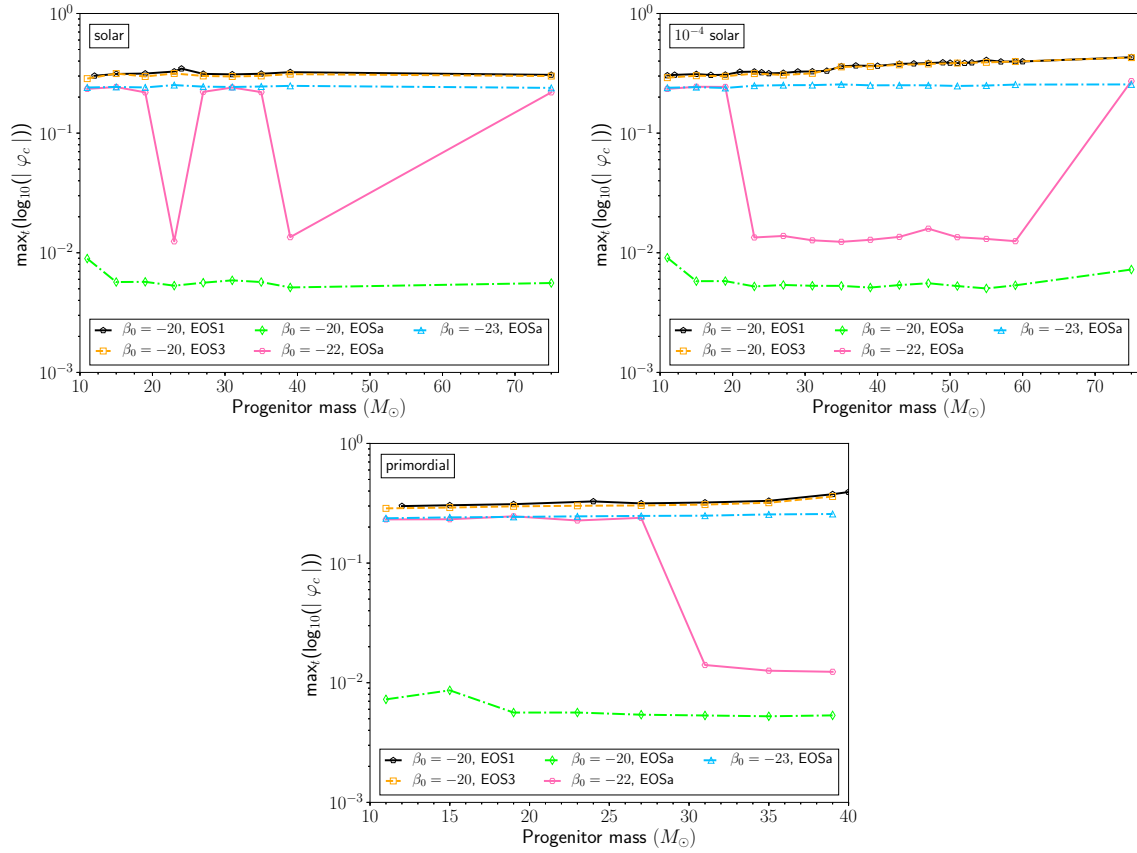 solar
max_t(log_10(| φ_c |))
10^0
10^-1
10^-2
10^-3
β_0 = −20, EOS1
β_0 = −20, EOSa
β_0 = −23, EOSa
β_0 = −20, EOS3
β_0 = −22, EOSa
10 20 30 40 50 60 70
Progenitor mass (M_⊙)
10^-4 solar
max_t(log_10(| φ_c |))
10^0
10^-1
10^-2
10^-3
β_0 = −20, EOS1
β_0 = −20, EOSa
β_0 = −23, EOSa
β_0 = −20, EOS3
β_0 = −22, EOSa
10 20 30 40 50 60 70
Progenitor mass (M_⊙)
primordial
max_t(log_10(| φ_c |))
10^0
10^-1
10^-2
10^-3
β_0 = −20, EOS1
β_0 = −20, EOSa
β_0 = −23, EOSa
β_0 = −20, EOS3
β_0 = −22, EOSa
10 15 20 25 30 35 40
Progenitor mass (M_⊙)